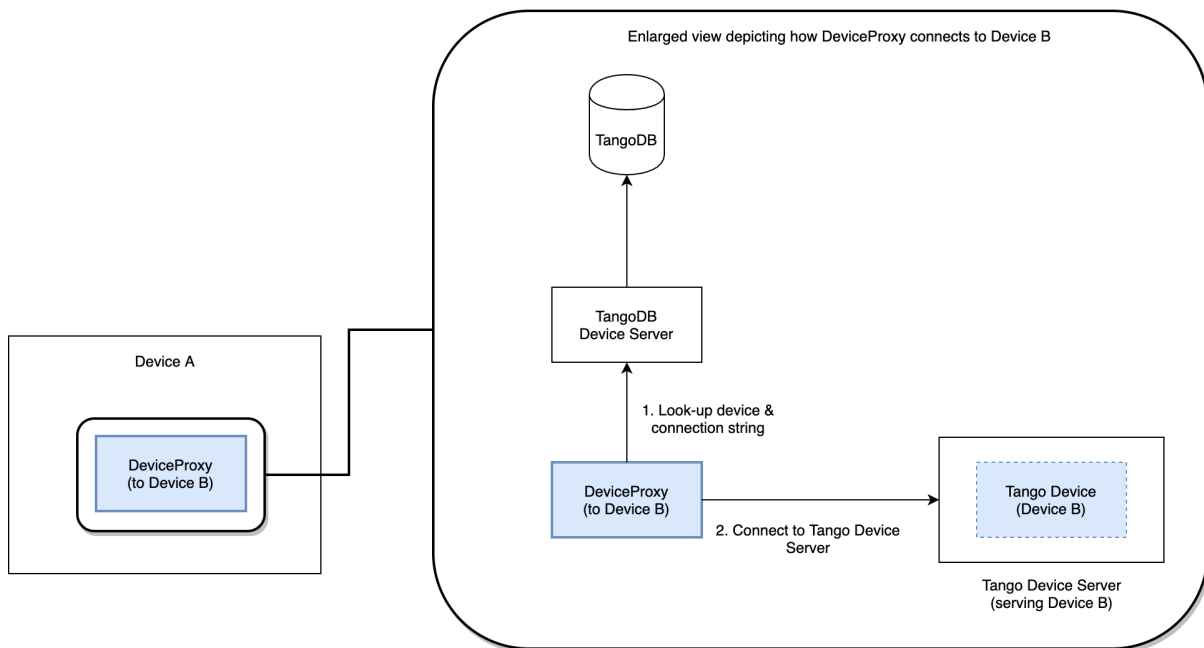 Enlarged view depicting how DeviceProxy connects to Device B
TangoDB
TangoDB
Device Server
Device A
1. Look-up device &
connection string
DeviceProxy
(to Device B)
DeviceProxy
(to Device B)
Tango Device
(Device B)
2. Connect to Tango Device
Server
Tango Device Server
(serving Device B)